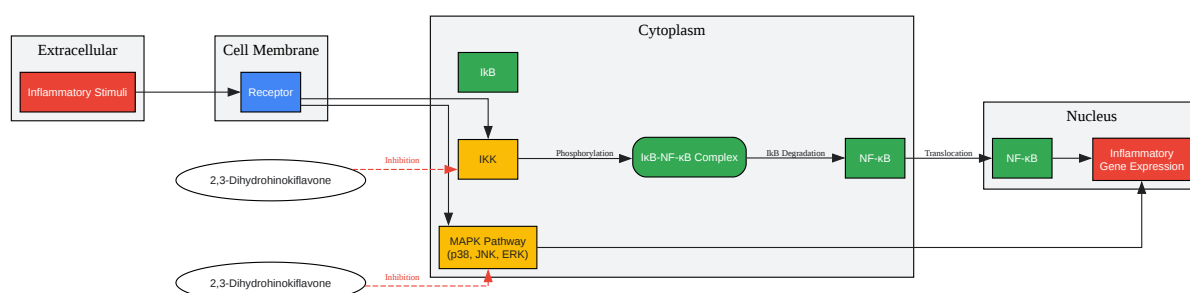 Extracellular
Inflammatory Stimuli
Cell Membrane
Receptor
Cytoplasm
IkB
IKK
Phosphorylation
IκB-NF-κB Complex
IkB Degradation
NF-κB
Translocation
Nucleus
NF-κB
Inflammatory
Gene Expression
Inhibition
2,3-Dihydrohinokiflavone
MAPK Pathway
(p38, JNK, ERK)
Inhibition
2,3-Dihydrohinokiflavone